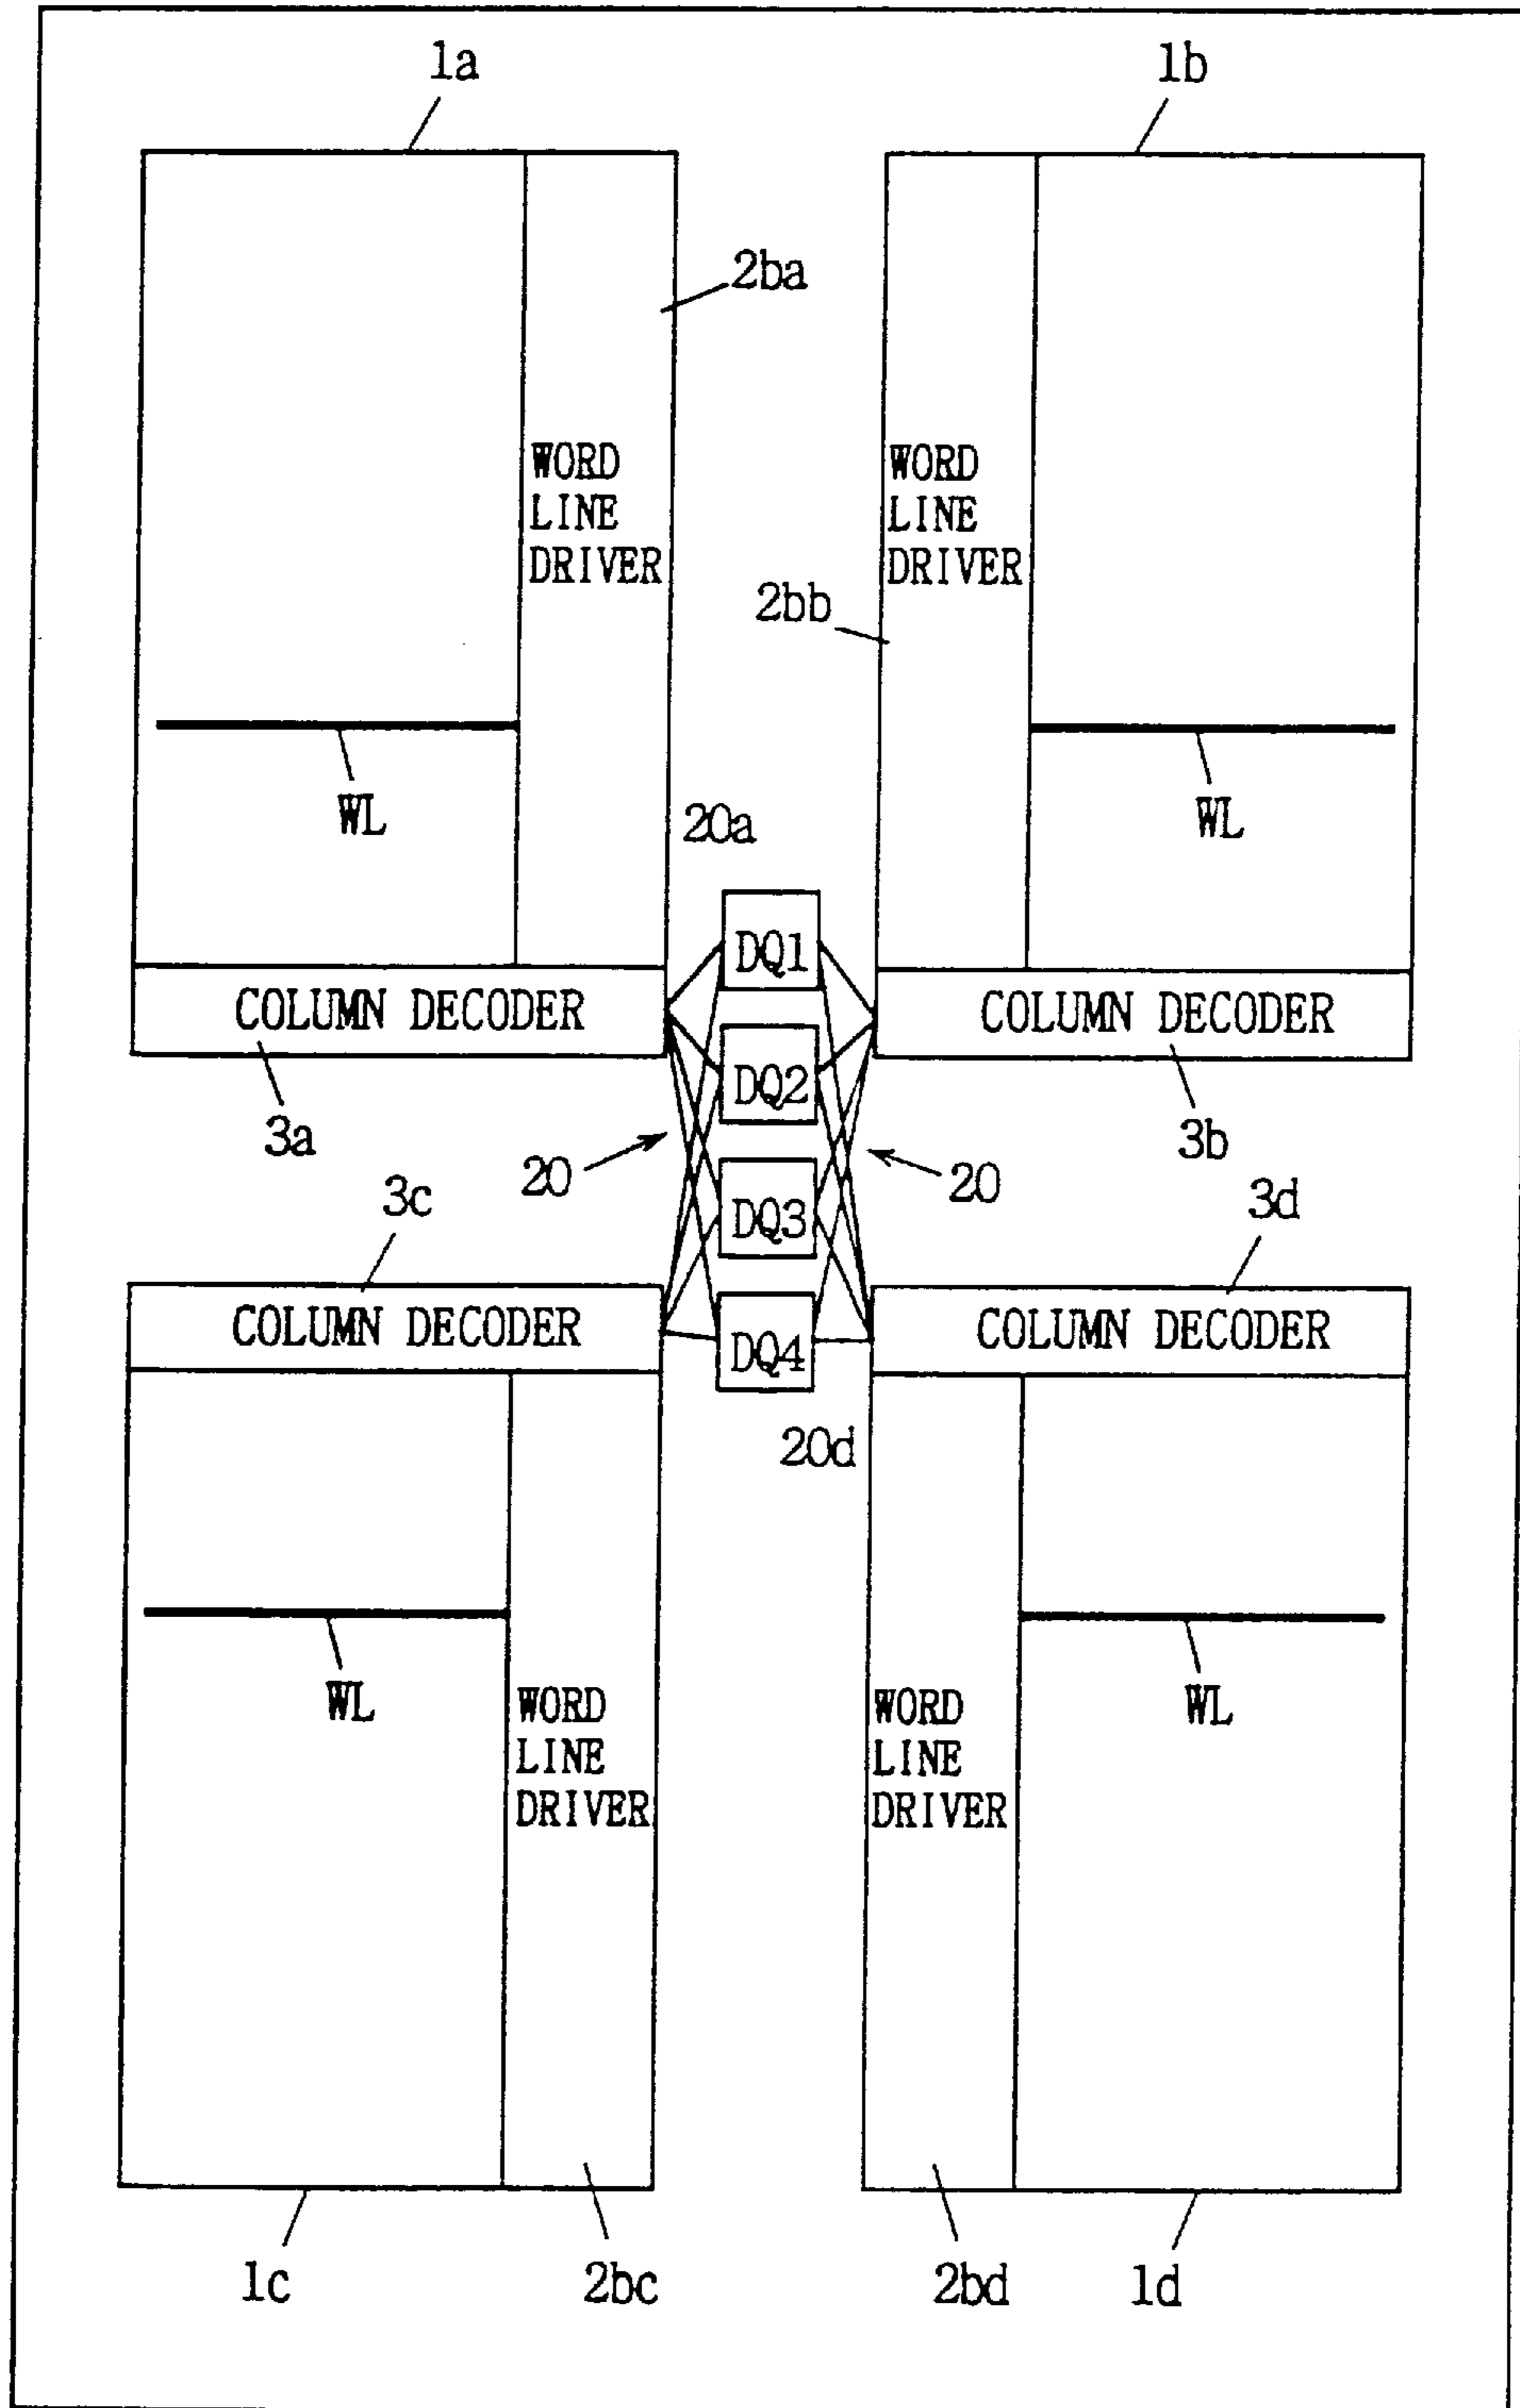 1a
1b
2ba
WORD
LINE
DRIVER
WORD
LINE
DRIVER
2bb
WL
20a
WL
DQ1
COLUMN DECODER
COLUMN DECODER
DQ2
3a
20
20
3b
3c
DQ3
3d
COLUMN DECODER
DQ4
COLUMN DECODER
20d
WL
WORD
LINE
DRIVER
WORD
LINE
DRIVER
WL
1c
2bc
2bd
1d